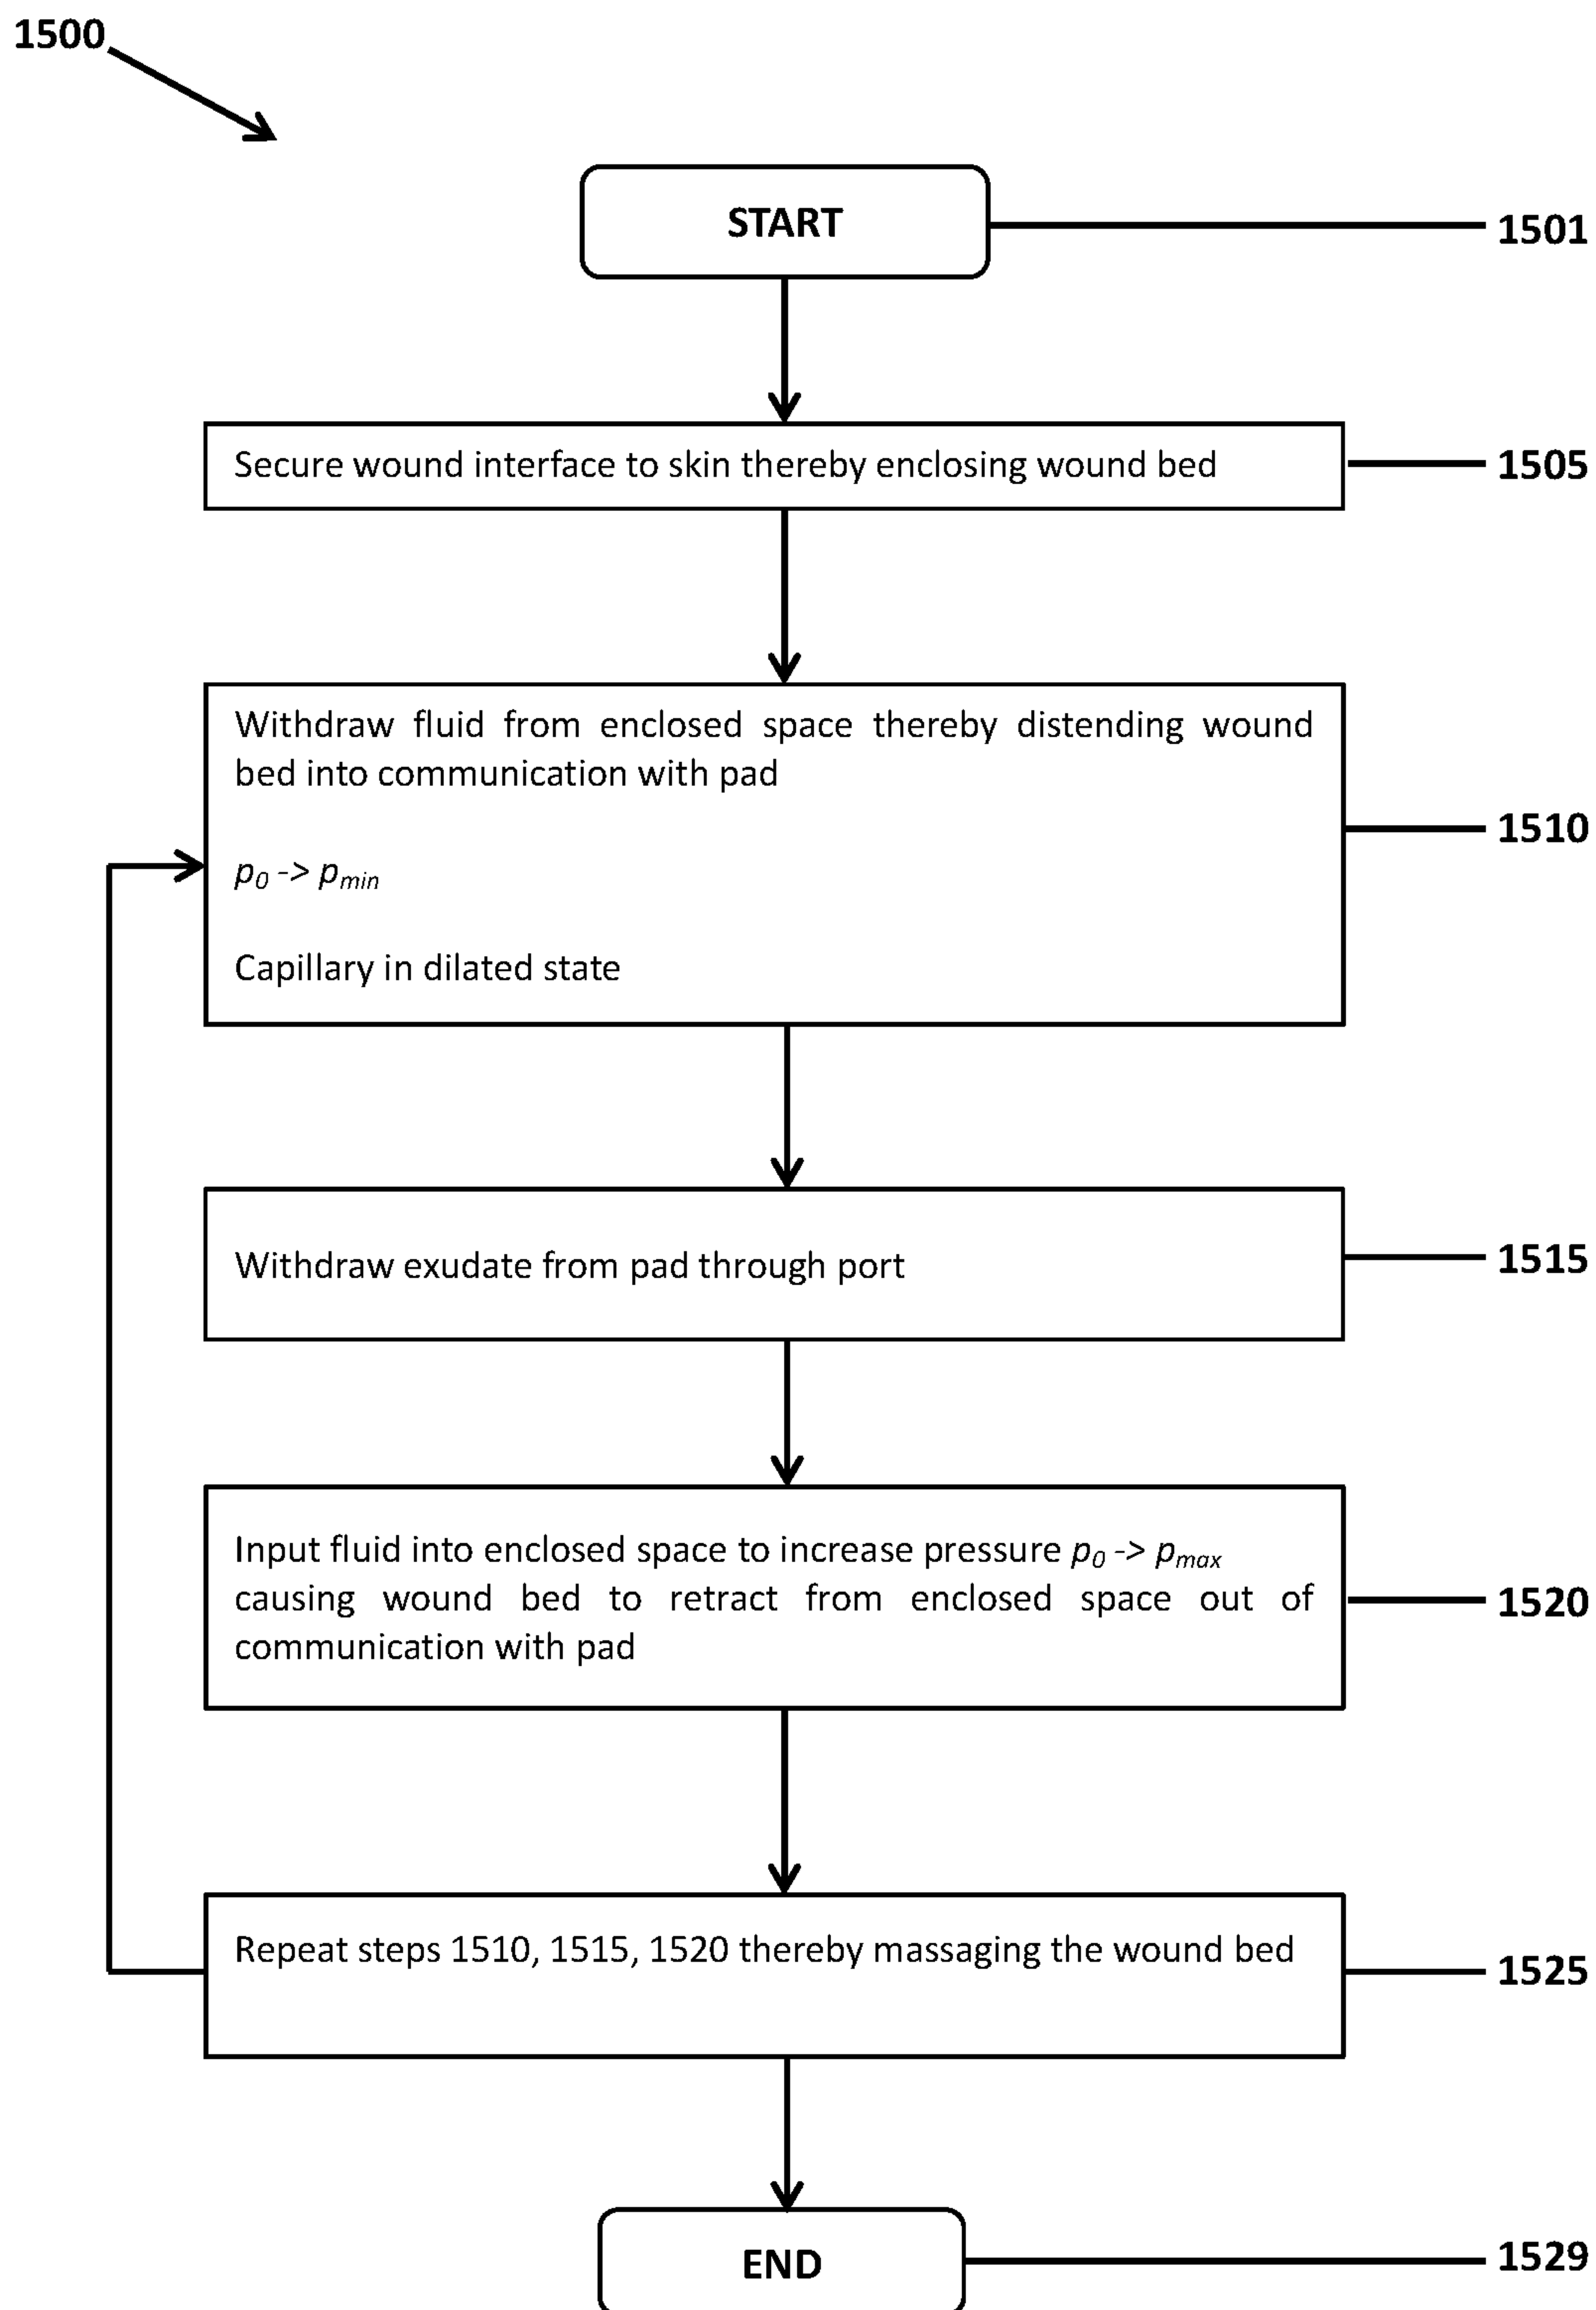 1500
START
1501
Secure wound interface to skin thereby enclosing wound bed
1505
Withdraw fluid from enclosed space thereby distending wound
bed into communication with pad
p0 -> pmin
Capillary in dilated state
1510
Withdraw exudate from pad through port
1515
Input fluid into enclosed space to increase pressure p0 -> pmax
causing wound bed to retract from enclosed space out of
communication with pad
1520
Repeat steps 1510, 1515, 1520 thereby massaging the wound bed
1525
END
1529